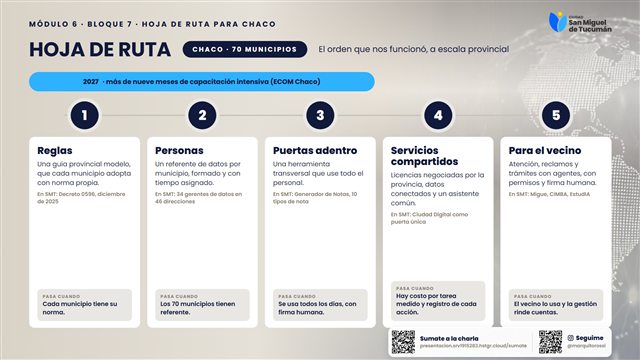 MÓDULO 6 · BLOQUE 7 · HOJA DE RUTA PARA CHACO
CIUDAD
San Miguel
de Tucumán
HOJA DE RUTA
CHACO · 70 MUNICIPIOS
El orden que nos funcionó, a escala provincial
2027 · más de nueve meses de capacitación intensiva (ECOM Chaco)
1
2
3
4
5
Reglas
Una guía provincial modelo,
que cada municipio adopta
con norma propia.
En SMT: Decreto 0596, diciembre
de 2025
PASA CUANDO
Cada municipio tiene su
norma.
Personas
Un referente de datos por
municipio, formado y con
tiempo asignado.
En SMT: 34 gerentes de datos en
46 direcciones
PASA CUANDO
Los 70 municipios tienen
referente.
Puertas adentro
Una herramienta
transversal que use todo el
personal.
En SMT: Generador de Notas, 10
tipos de nota
PASA CUANDO
Se usa todos los días, con
firma humana.
Servicios
compartidos
Licencias negociadas por la
provincia, datos
conectados y un asistente
común.
En SMT: Ciudad Digital como
puerta única
PASA CUANDO
Hay costo por tarea
medido y registro de cada
acción.
Para el vecino
Atención, reclamos y
trámites con agentes, con
permisos y firma humana.
En SMT: Migue, CIMBA, EstudIA
PASA CUANDO
El vecino lo usa y la gestión
rinde cuentas.
Sumate a la charla
presentacion.srv1915283.hstgr.cloud/sumate
Seguime
@marquitorossi